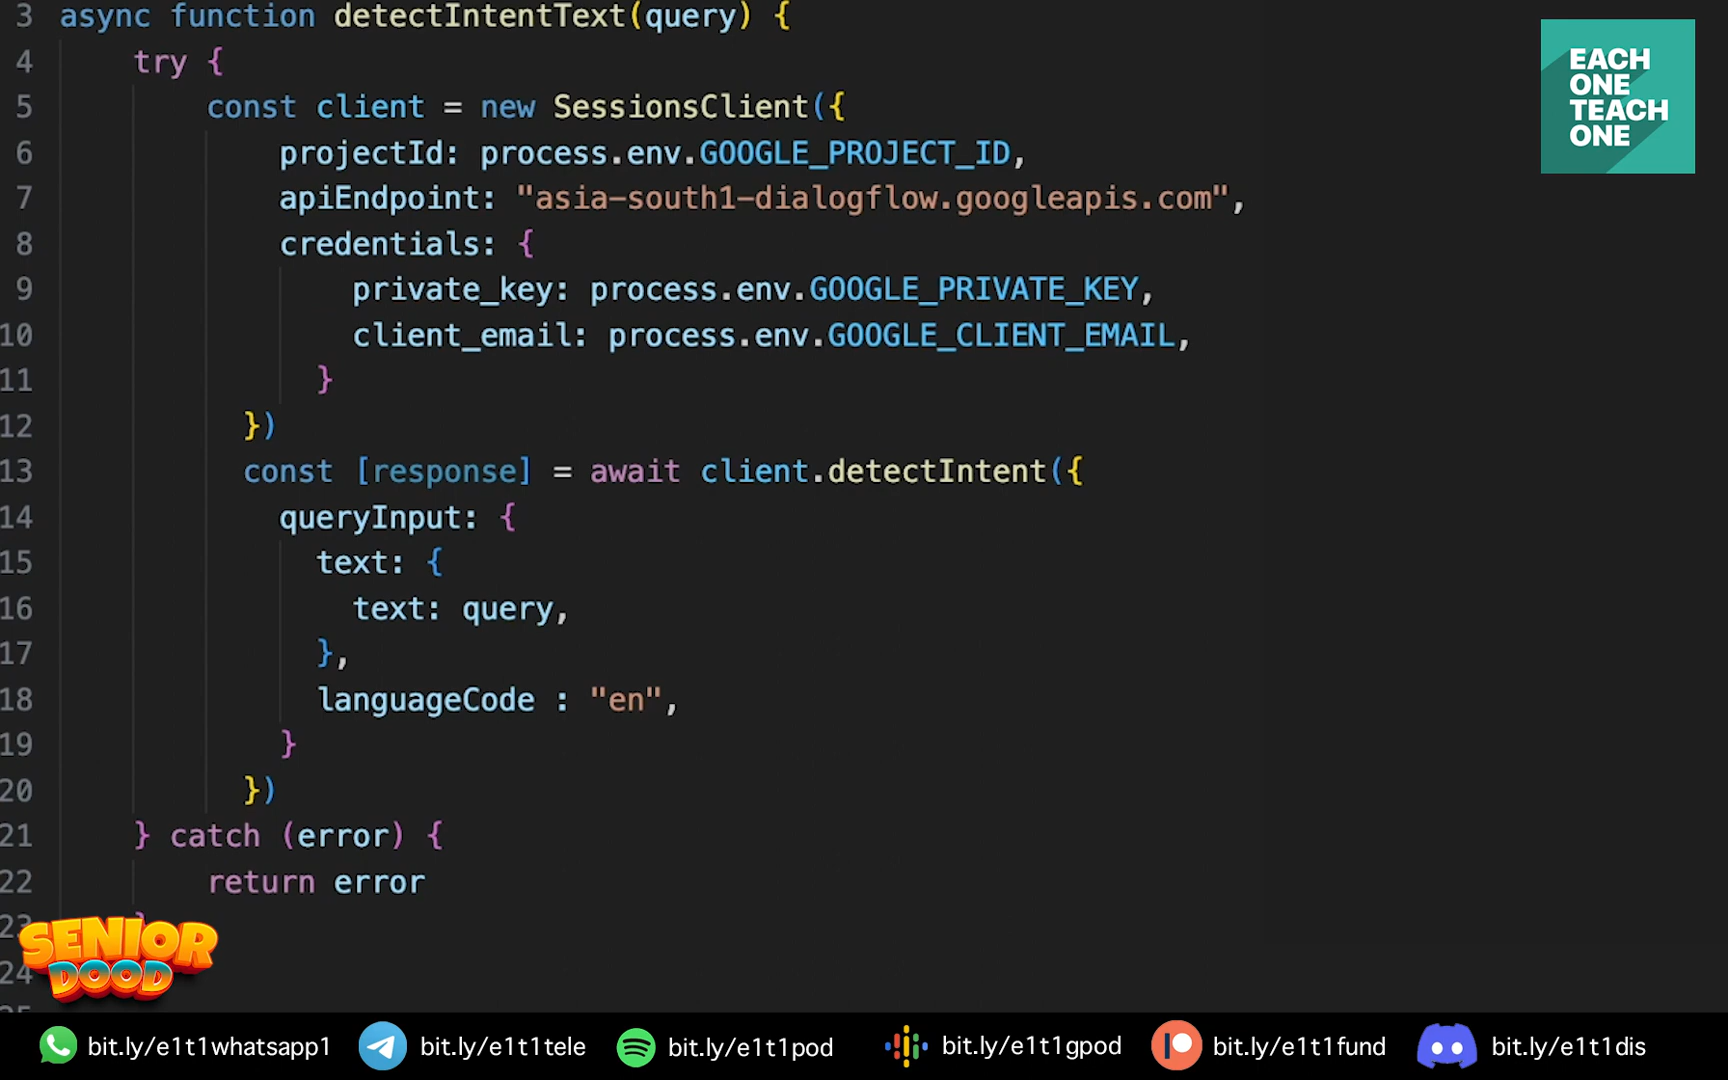 3 async function detectIntentText(query) {
4 try {
5 const client = new SessionsClient({
6 projectId: process.env.GOOGLE_PROJECT_ID,
7 apiEndpoint: "asia-south1-dialogflow.googleapis.com",
8 credentials: {
9 private_key: process.env.GOOGLE_PRIVATE_KEY,
10 client_email: process.env.GOOGLE_CLIENT_EMAIL,
11 }
12 })
13 const [response] = await client.detectIntent({
14 queryInput: {
15 text: {
16 text: query,
17 },
18 languageCode : "en",
19 }
20 })
21 } catch (error) {
22 return error
23 }
24
EACH
ONE
TEACH
ONE
SENIOR
DOOD
bit.ly/e1t1whatsapp1 bit.ly/e1t1tele bit.ly/e1t1pod bit.ly/e1t1gpod bit.ly/e1t1fund bit.ly/e1t1dis